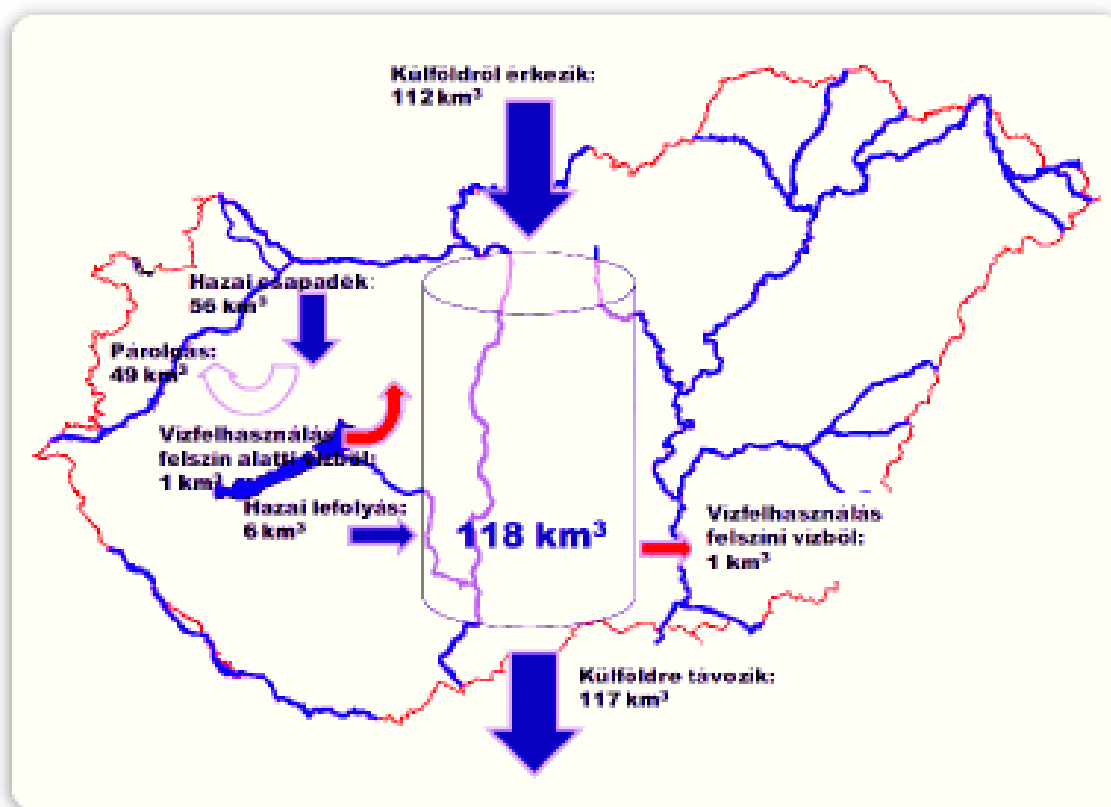 Külföldről érkezik:
112 km³
Hazai csapadék:
56 km³
Párolgás:
49 km³
Vízfelhasználás
felszín alatti vízből:
1 km³
Hazai lefolyás:
6 km³
118 km³
Vízfelhasználás
felszíni vízből:
1 km³
Külföldre távozik:
117 km³